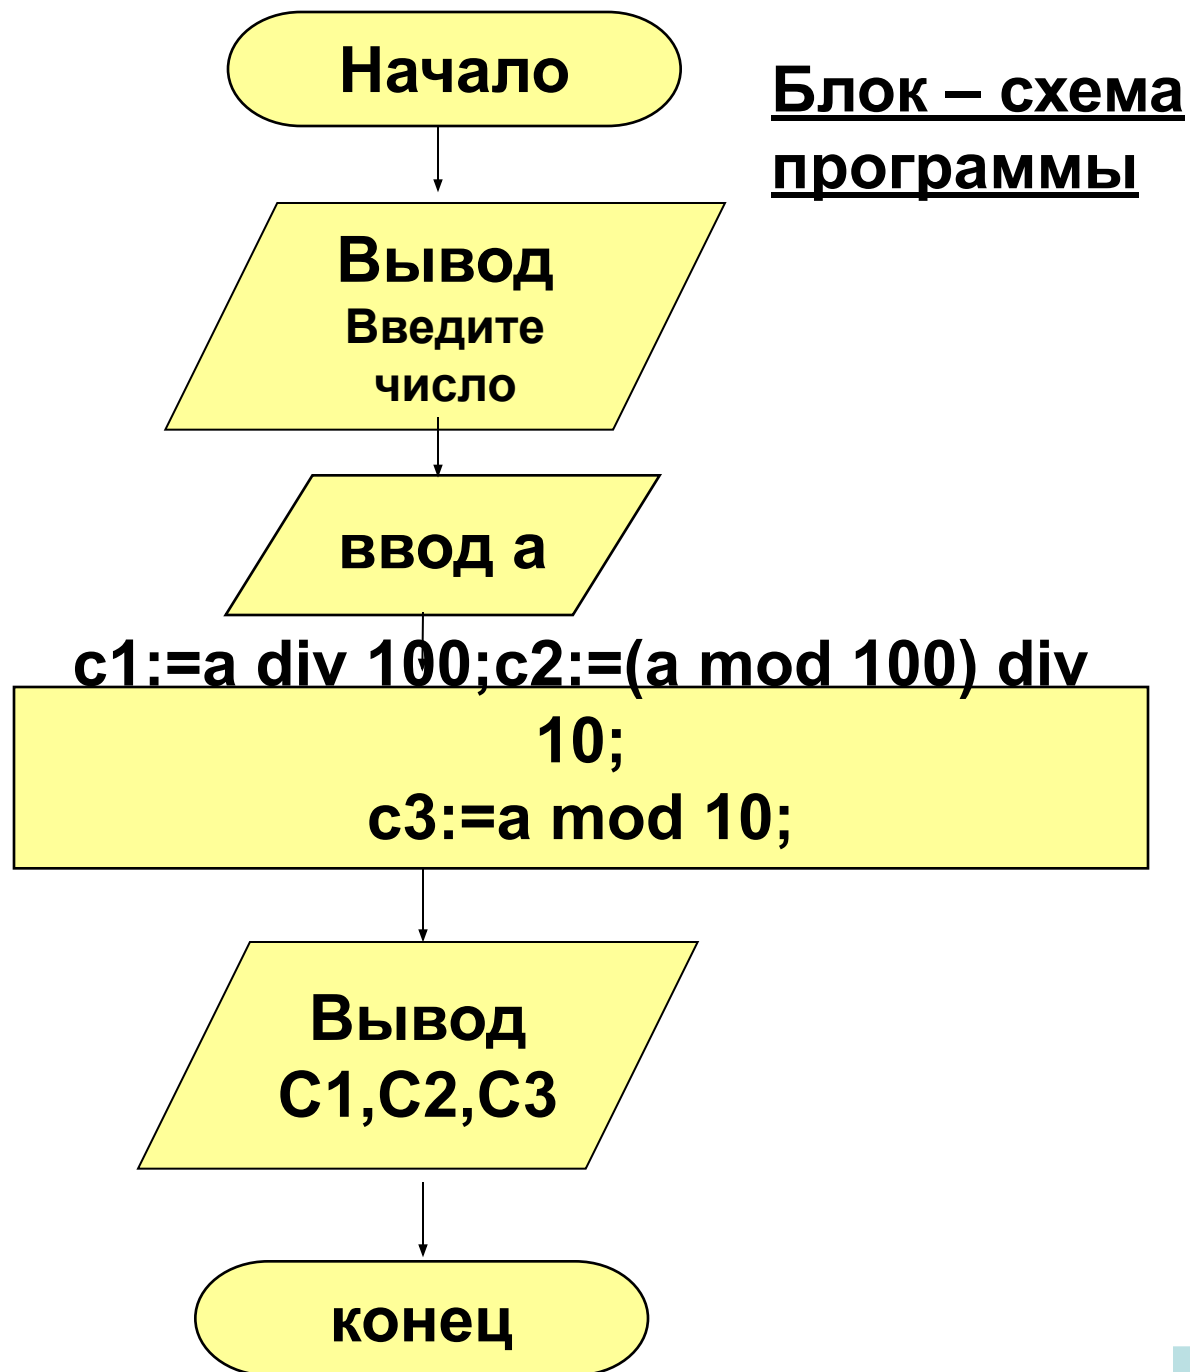 Начало
Блок – схема
программы
Вывод
Введите
число
ввод a
c1:=a div 100;c2:=(a mod 100) div
10;
c3:=a mod 10;
Вывод
C1,C2,C3
конец